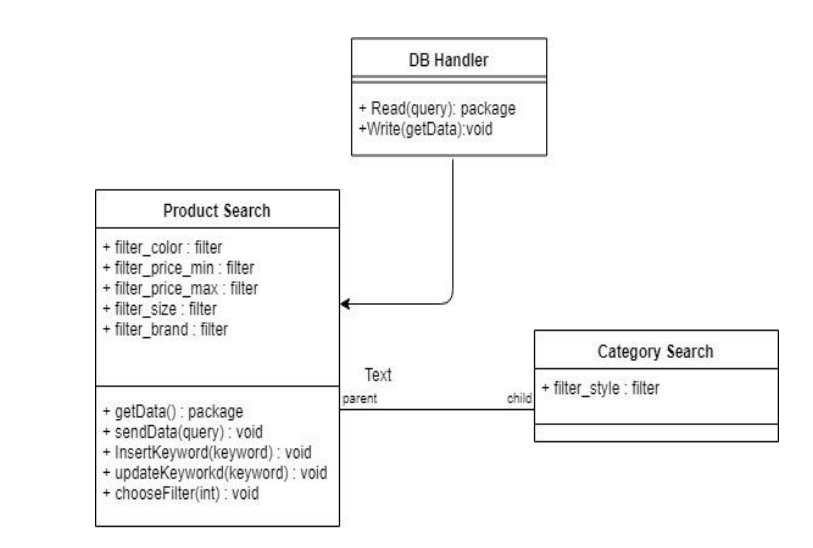 DB Handler
+ Read(query): package
+Write(getData):void
Product Search
+ filter_color : filter
+ filter_price_min : filter
+ filter_price_max : filter
+ filter_size : filter
+ filter_brand : filter
+ getData() : package
+ sendData(query) : void
+ InsertKeyword(keyword) : void
+ updateKeyworkd(keyword) : void
+ chooseFilter(int) : void
Text
parent
child
Category Search
+ filter_style : filter